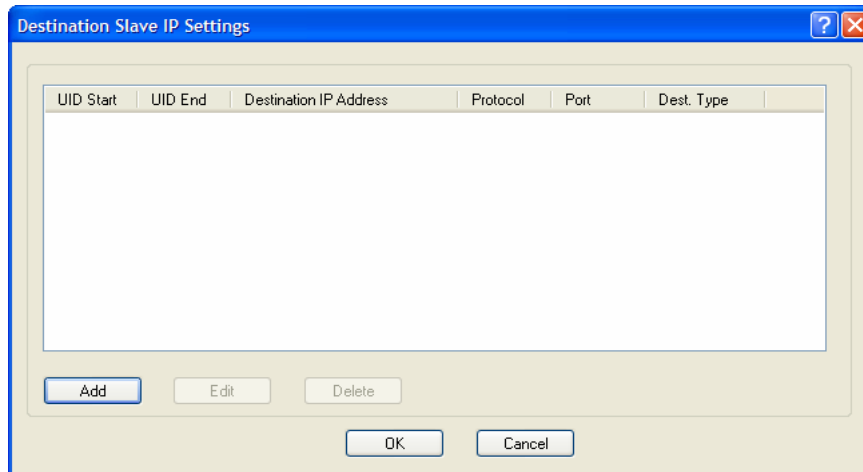 Destination Slave IP Settings
UID Start UID End Destination IP Address Protocol Port Dest. Type
Add Edit Delete
OK Cancel